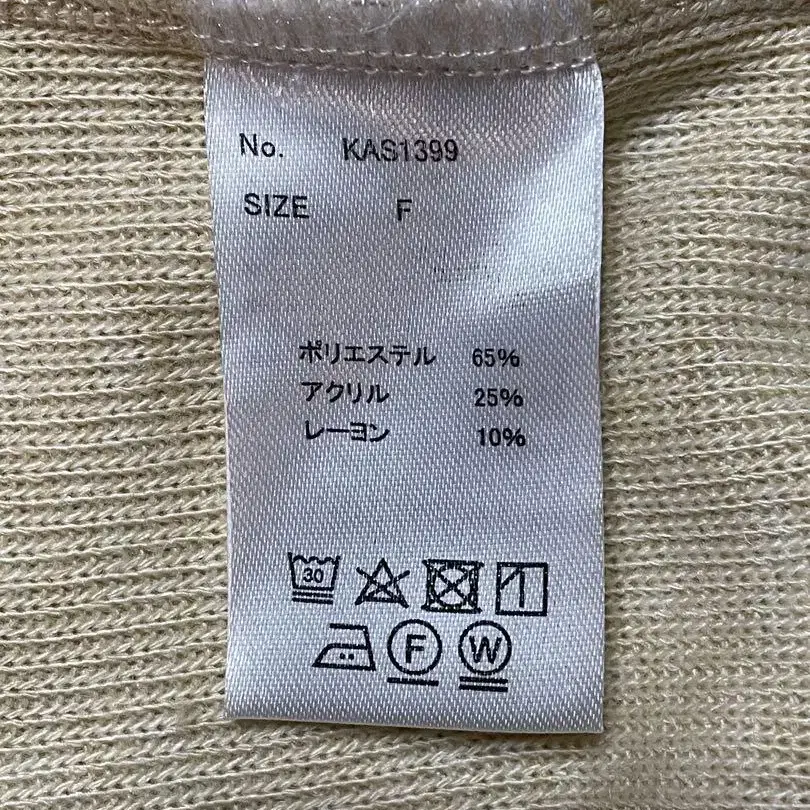 No. KAS1399
SIZE F
ポリエステル 65%
アクリル 25%
レーヨン 10%
30
F W